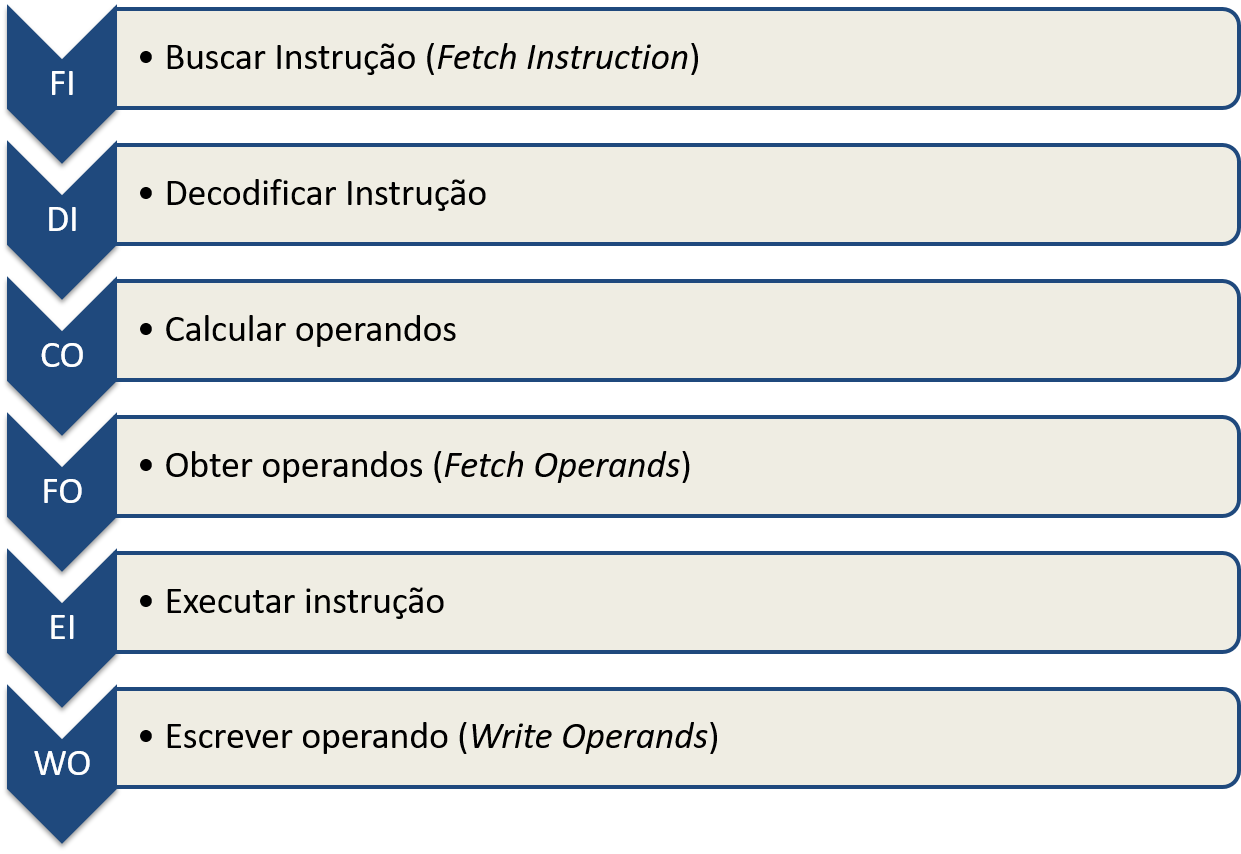 FI
• Buscar Instrução (Fetch Instruction)
DI
• Decodificar Instrução
CO
• Calcular operandos
FO
• Obter operandos (Fetch Operands)
EI
• Executar instrução
WO
• Escrever operando (Write Operands)